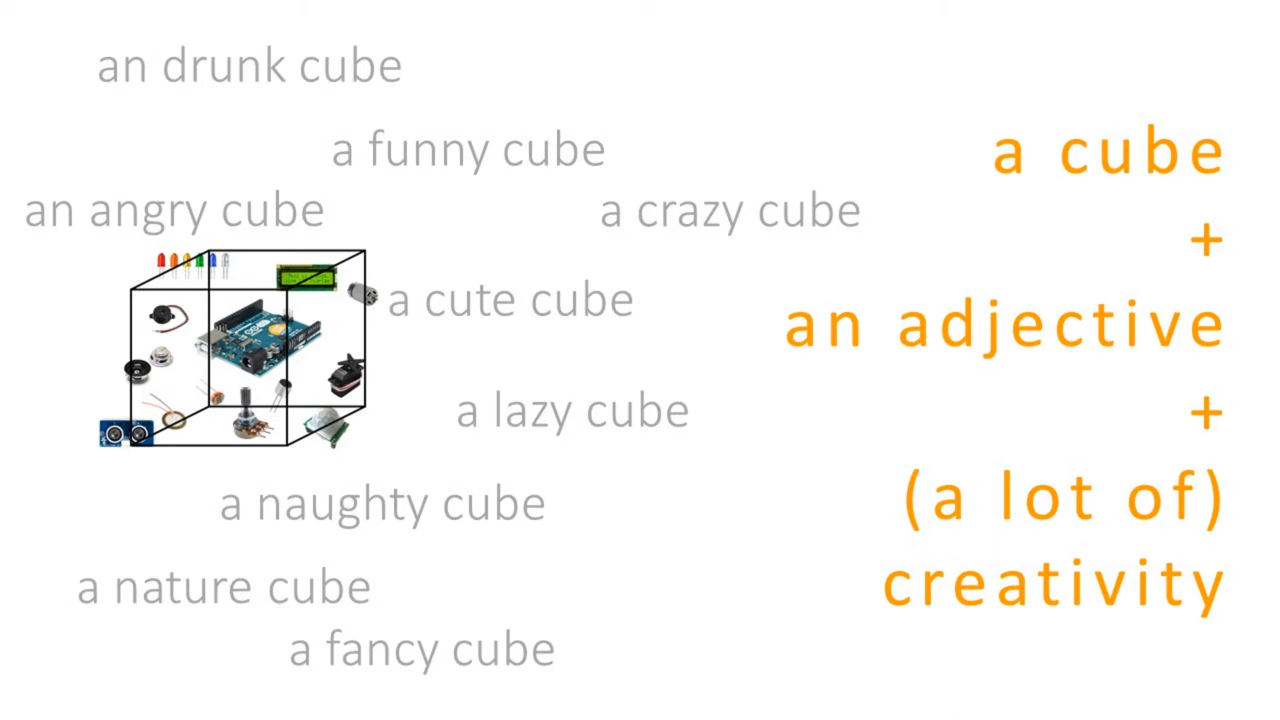 an drunk cube
a funny cube
an angry cube
a crazy cube
a cute cube
a lazy cube
a naughty cube
a nature cube
a fancy cube
a cube
+
an adjective
+
(a lot of)
creativity